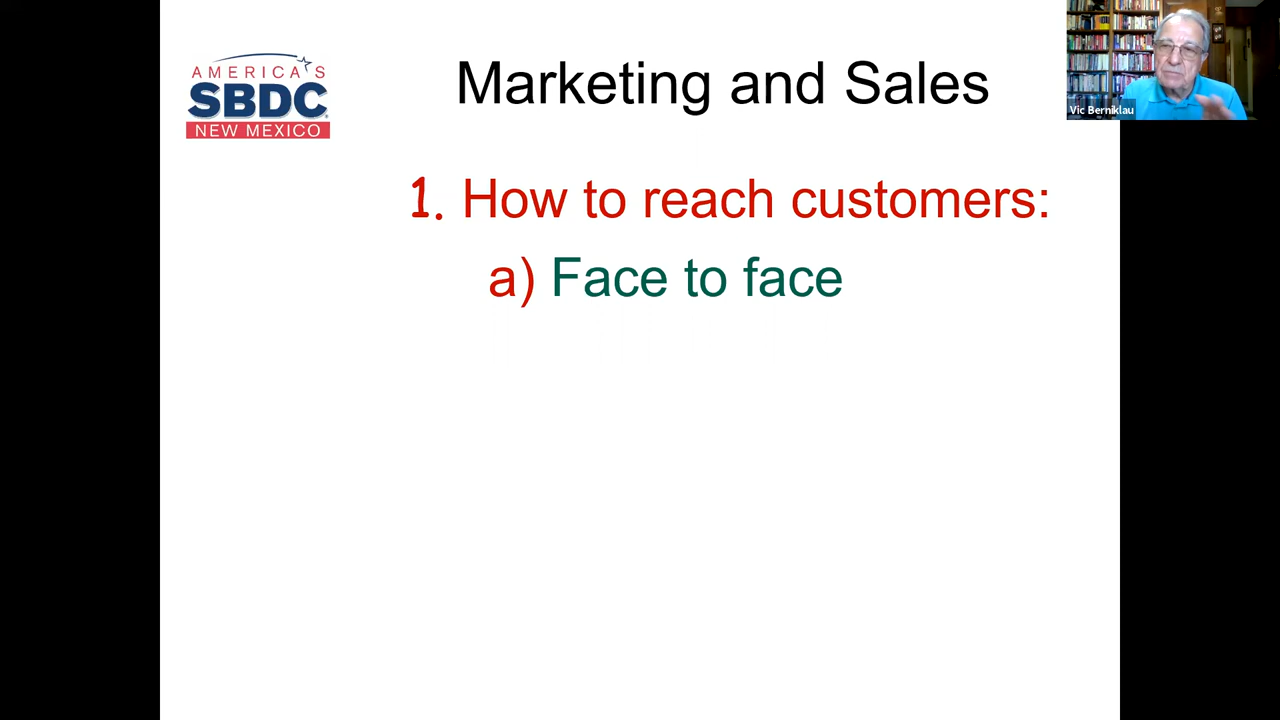 AMERICA'S
SBDC
NEW MEXICO
Marketing and Sales
Vic Berniklau
1. How to reach customers:
a) Face to face